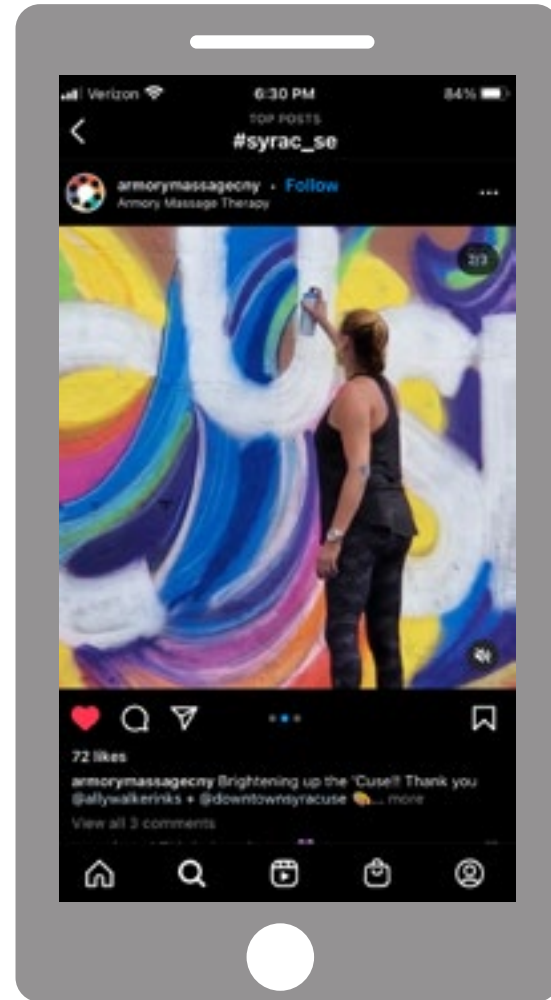 Verizon 6:30 PM 84%
TOP POSTS
#syrac_se
armorymassagecny • Follow
Armory Massage Therapy
2/3
72 likes
armorymassagecny Brightening up the 'Cuse!! Thank you
@allywalkerinks + @downtownsyracuse 🎨... more
View all 3 comments